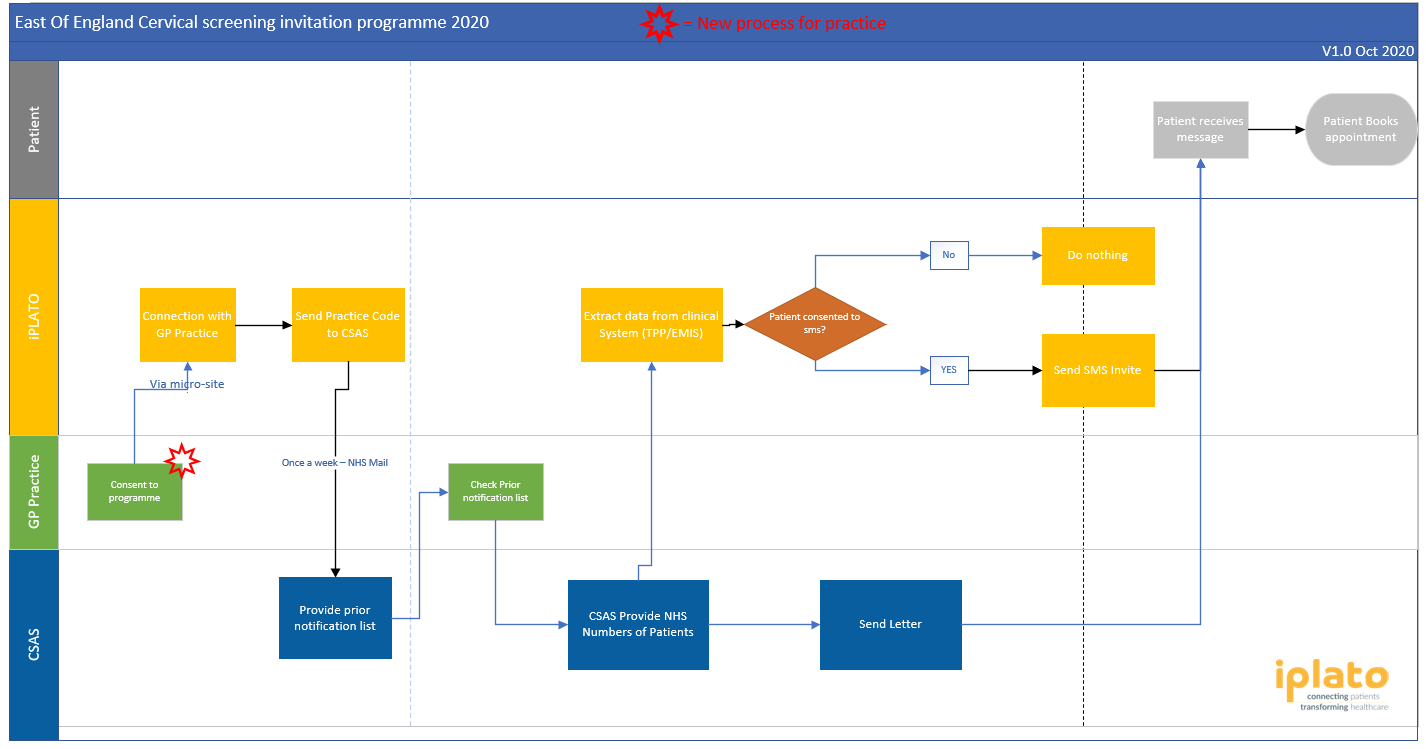 East Of England Cervical screening invitation programme 2020
= New process for practice
V1.0 Oct 2020
Patient
Patient receives
message
Patient Books
appointment
iPLATO
Connection with
GP Practice
Send Practice Code
to CSAS
Via micro-site
Extract data from clinical
System (TPP/EMIS)
Patient consented to
sms?
No
Do nothing
YES
Send SMS Invite
GP Practice
Consent to
programme
Once a week – NHS Mail
Check Prior
notification list
CSAS
Provide prior
notification list
CSAS Provide NHS
Numbers of Patients
Send Letter
iplato
connecting patients
transforming healthcare